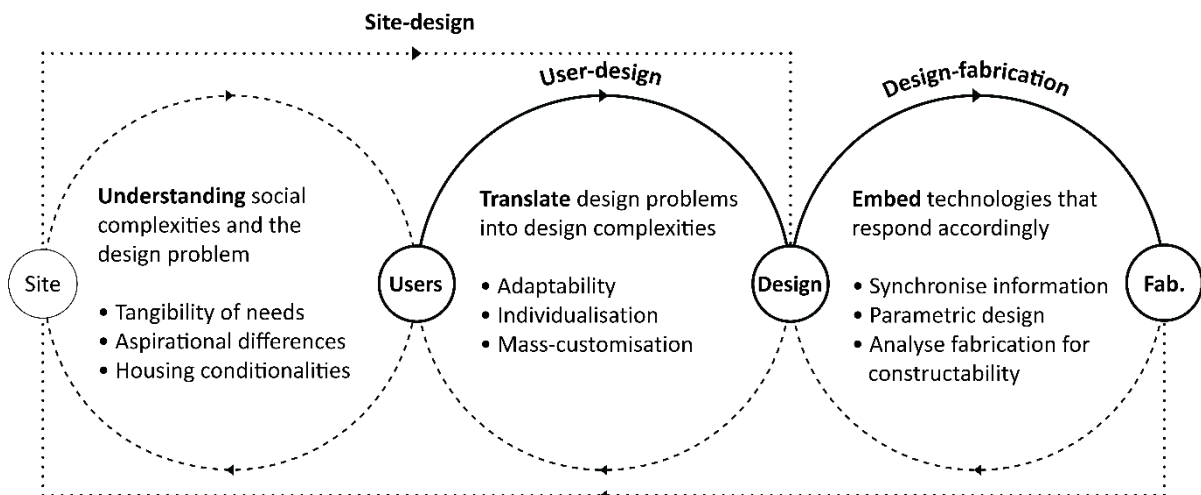 Site-design
User-design
Design-fabrication
Understanding social
complexities and the
design problem
• Tangibility of needs
• Aspirational differences
• Housing conditionalities
Translate design problems
into design complexities
• Adaptability
• Individualisation
• Mass-customisation
Embed technologies that
respond accordingly
• Synchronise information
• Parametric design
• Analyse fabrication for
constructability
Site
Users
Design
Fab.